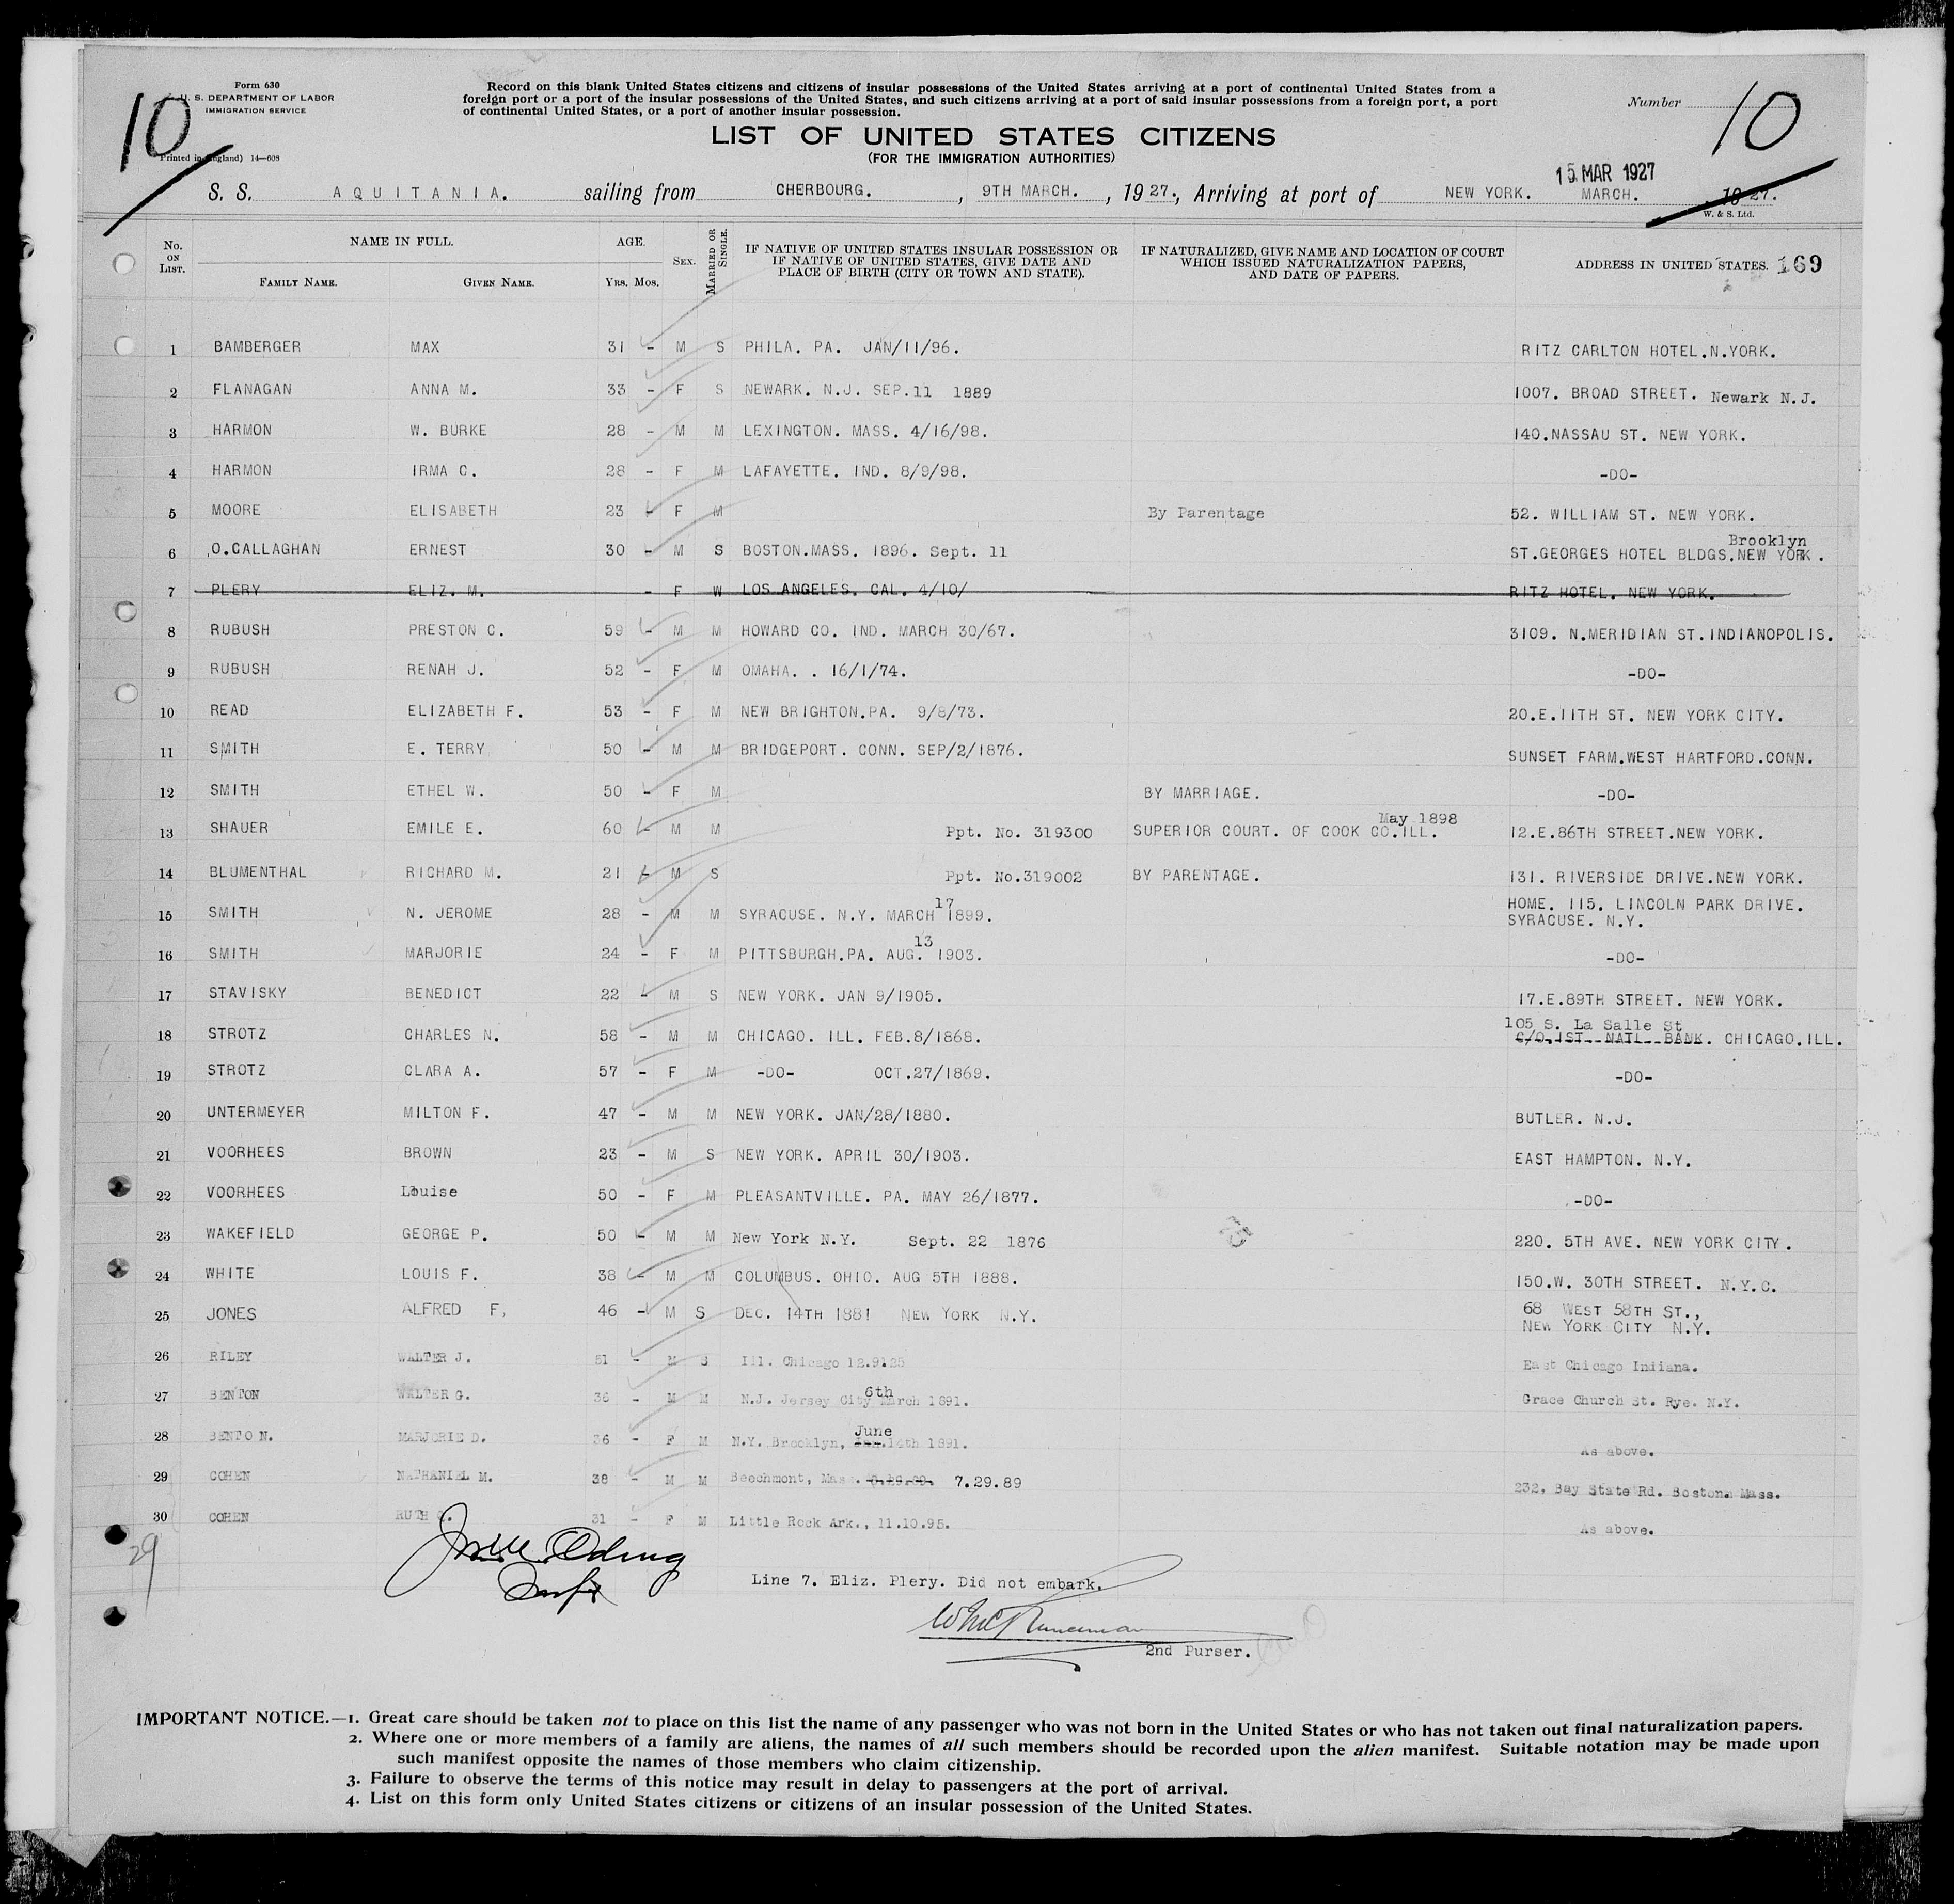 Form 630
U. S. DEPARTMENT OF LABOR
IMMIGRATION SERVICE
10
(Printed in England) 14—608
Record on this blank United States citizens and citizens of insular possessions of the United States arriving at a port of continental United States from a
foreign port or a port of the insular possessions of the United States, and such citizens arriving at a port of said insular possessions from a foreign port, a port
of continental United States, or a port of another insular possession.
Number 10
LIST OF UNITED STATES CITIZENS
(FOR THE IMMIGRATION AUTHORITIES)
15 MAR 1927
S. S. AQUITANIA. sailing from CHERBOURG. , 9TH MARCH. , 19 27., Arriving at port of NEW YORK. MARCH. 19 27.
W. & S. Ltd.
No. ON LIST. NAME IN FULL. FAMILY NAME. GIVEN NAME. AGE. YRS. MOS. SEX. MARRIED OR SINGLE. IF NATIVE OF UNITED STATES INSULAR POSSESSION OR IF NATIVE OF UNITED STATES, GIVE DATE AND PLACE OF BIRTH (CITY OR TOWN AND STATE). IF NATURALIZED, GIVE NAME AND LOCATION OF COURT WHICH ISSUED NATURALIZATION PAPERS, AND DATE OF PAPERS. ADDRESS IN UNITED STATES. 169
1 BAMBERGER MAX 31 - M S PHILA. PA. JAN/11/96. RITZ CARLTON HOTEL.N.YORK.
2 FLANAGAN ANNA M. 33 - F S NEWARK. N.J. SEP.11 1889 1007. BROAD STREET. Newark N.J.
3 HARMON W. BURKE 28 - M M LEXINGTON. MASS. 4/16/98. 140.NASSAU ST. NEW YORK.
4 HARMON IRMA C. 28 - F M LAFAYETTE. IND. 8/9/98. -DO-
5 MOORE ELISABETH 23 - F M By Parentage 52. WILLIAM ST. NEW YORK.
6 O.CALLAGHAN ERNEST 30 - M S BOSTON.MASS. 1896. Sept. 11 ST.GEORGES HOTEL BLDGS.NEW YORK. Brooklyn
7 PLERY ELIZ. M. - F W LOS ANGELES. CAL. 4/10/ RITZ HOTEL. NEW YORK.
8 RUBUSH PRESTON C. 59 - M M HOWARD CO. IND. MARCH 30/67. 3109. N.MERIDIAN ST.INDIANOPOLIS.
9 RUBUSH RENAH J. 52 - F M OMAHA. . 16/1/74. -DO-
10 READ ELIZABETH F. 53 - F M NEW BRIGHTON.PA. 9/8/73. 20.E.11TH ST. NEW YORK CITY.
11 SMITH E. TERRY 50 - M M BRIDGEPORT. CONN. SEP/2/1876. SUNSET FARM.WEST HARTFORD.CONN.
12 SMITH ETHEL W. 50 - F M BY MARRIAGE. -DO-
13 SHAUER EMILE E. 60 - M M Ppt. No. 319300 SUPERIOR COURT. OF COOK CO.ILL. May 1898 12.E.86TH STREET.NEW YORK.
14 BLUMENTHAL RICHARD M. 21 - M S Ppt. No.319002 BY PARENTAGE. 131. RIVERSIDE DRIVE.NEW YORK.
15 SMITH N. JEROME 28 - M M SYRACUSE. N.Y. MARCH 17 1899. HOME. 115. LINCOLN PARK DRIVE. SYRACUSE. N.Y.
16 SMITH MARJORIE 24 - F M PITTSBURGH.PA. AUG. 13 1903. -DO-
17 STAVISKY BENEDICT 22 - M S NEW YORK. JAN 9/1905. 17.E.89TH STREET. NEW YORK.
18 STROTZ CHARLES N. 58 - M M CHICAGO. ILL. FEB.8/1868. 105 S. La Salle St C/O.1ST. NATL. BANK. CHICAGO.ILL.
19 STROTZ CLARA A. 57 - F M -DO- OCT.27/1869. -DO-
20 UNTERMEYER MILTON F. 47 - M M NEW YORK. JAN/28/1880. BUTLER. N.J.
21 VOORHEES BROWN 23 - M S NEW YORK. APRIL 30/1903. EAST HAMPTON. N.Y.
22 VOORHEES Louise 50 - F M PLEASANTVILLE. PA. MAY 26/1877. -DO-
23 WAKEFIELD GEORGE P. 50 - M M New York N.Y. Sept. 22 1876 220. 5TH AVE. NEW YORK CITY.
24 WHITE LOUIS F. 38 - M M COLUMBUS. OHIO. AUG 5TH 1888. 150.W. 30TH STREET. N.Y.C.
25 JONES ALFRED F, 46 - M S DEC. 14TH 1881 NEW YORK N.Y. 68 WEST 58TH ST., NEW YORK CITY N.Y.
26 RILEY WALTER J. 51 - M S Ill. Chicago East Chicago Indiana.
27 BENTON WALTER G. 36 - M M N.J. Jersey City 6th March 1891. Grace Church St. Rye. N.Y.
28 BENTON. MARJORIE D. 36 - F M N.Y. Brooklyn, June 14th 1891. As above.
29 COHEN NATHANIEL M. 38 - M M Beechmont, Mass. 7.29.89 232, Bay State Rd. Boston. Mass.
30 COHEN RUTH 31 - F M Little Rock Ark., 11.10.95. As above.
29
Line 7. Eliz. Plery. Did not embark.
2nd Purser.
IMPORTANT NOTICE.—1. Great care should be taken not to place on this list the name of any passenger who was not born in the United States or who has not taken out final naturalization papers.
2. Where one or more members of a family are aliens, the names of all such members should be recorded upon the alien manifest. Suitable notation may be made upon
such manifest opposite the names of those members who claim citizenship.
3. Failure to observe the terms of this notice may result in delay to passengers at the port of arrival.
4. List on this form only United States citizens or citizens of an insular possession of the United States.